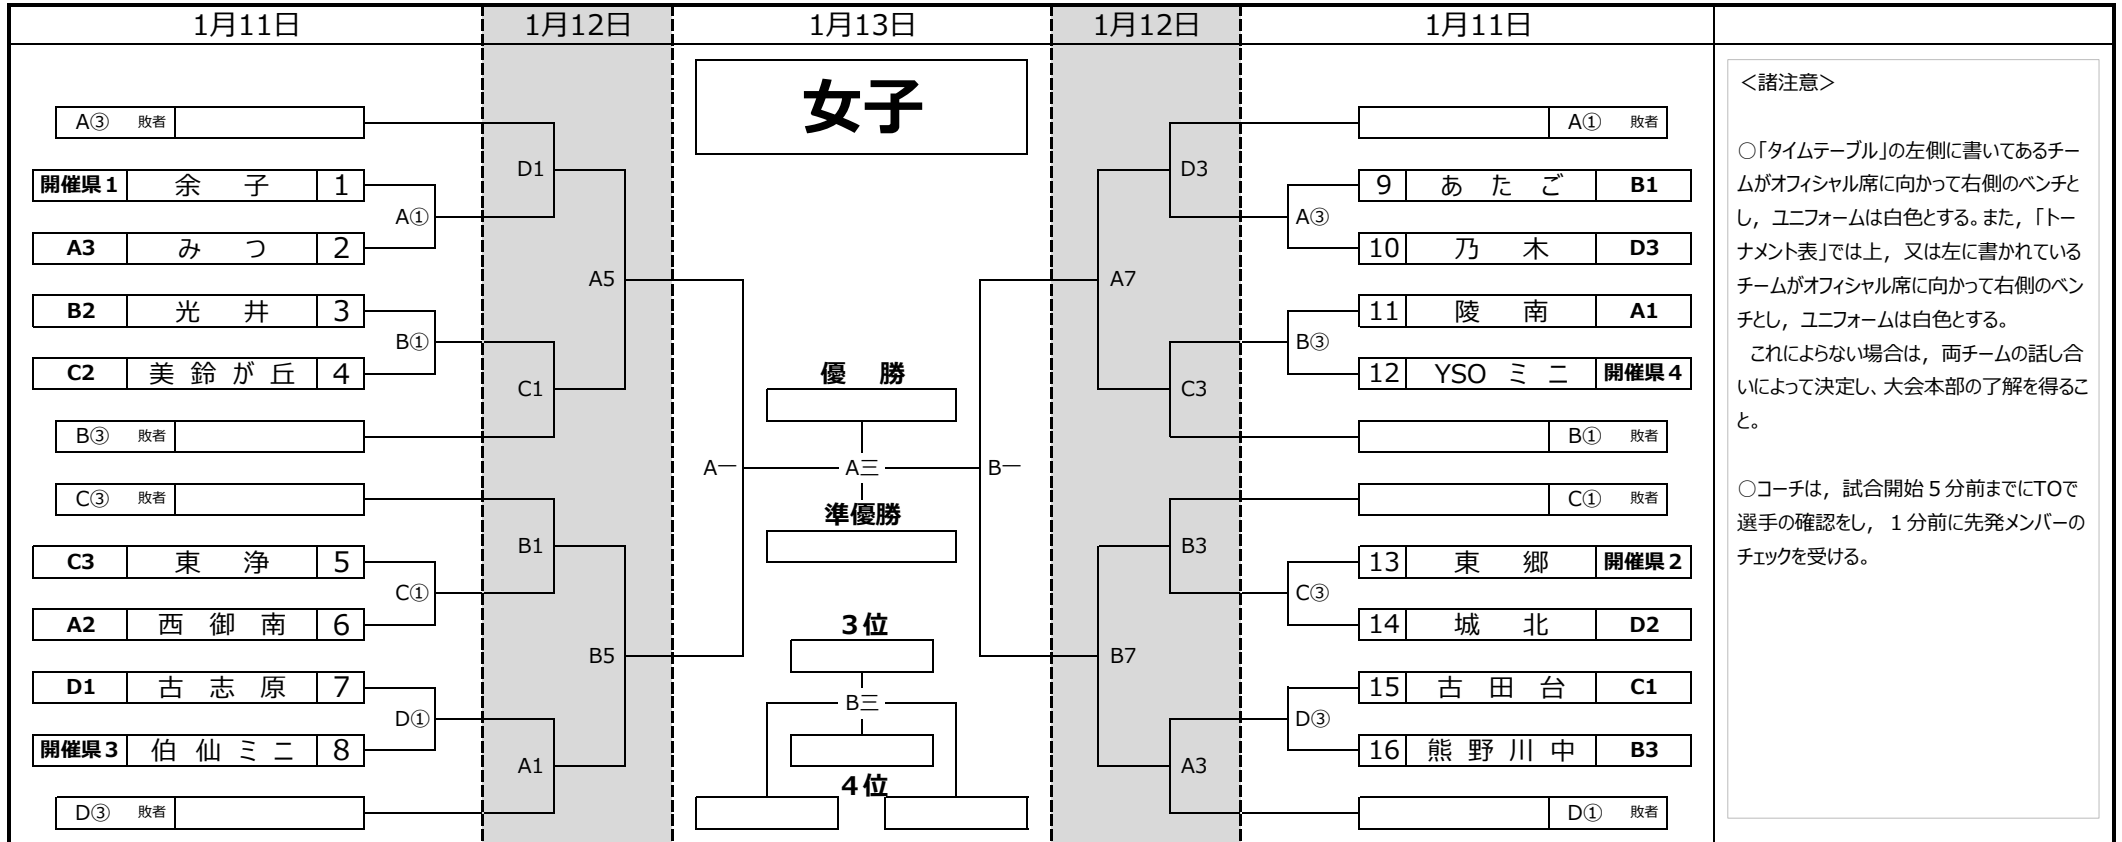 1月11日 1月12日 1月13日 1月12日 1月11日
女子
A③ 敗者
開催県1 余 子 1
A①
A3 み つ 2
B2 光 井 3
B①
C2 美 鈴 が 丘 4
B③ 敗者
C③ 敗者
C3 東 浄 5
C①
A2 西 御 南 6
D1 古 志 原 7
D①
開催県3 伯 仙 ミ ニ 8
D③ 敗者
D1
A5
C1
B1
B5
A1
優 勝
A一 A三 B一
準優勝
3位
B三
4位
D3
A7
C3
B3
B7
A3
A① 敗者
9 あ た ご B1
A③
10 乃 木 D3
11 陵 南 A1
B③
12 YSO ミ ニ 開催県4
B① 敗者
C① 敗者
13 東 郷 開催県2
C③
14 城 北 D2
15 古 田 台 C1
D③
16 熊 野 川 中 B3
D① 敗者
＜諸注意＞
○「タイムテーブル」の左側に書いてあるチー
ムがオフィシャル席に向かって右側のベンチと
し，ユニフォームは白色とする。また，「トー
ナメント表」では上，又は左に書かれている
チームがオフィシャル席に向かって右側のベン
チとし，ユニフォームは白色とする。
これによらない場合は，両チームの話し合
いによって決定し、大会本部の了解を得るこ
と。
○コーチは，試合開始５分前までにTOで
選手の確認をし，１分前に先発メンバーの
チェックを受ける。